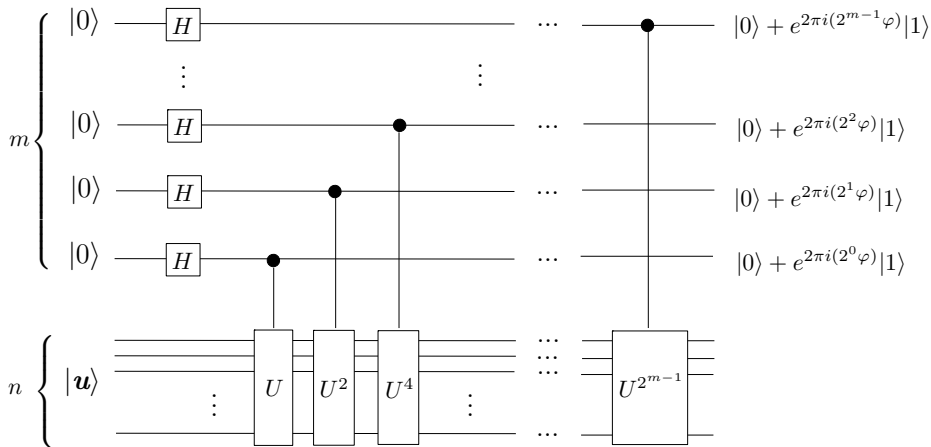 |0⟩ H ··· |0⟩ + e^{2πi(2^{m−1}φ)}|1⟩
⋮ ⋮
m |0⟩ H ··· |0⟩ + e^{2πi(2^2φ)}|1⟩
|0⟩ H ··· |0⟩ + e^{2πi(2^1φ)}|1⟩
|0⟩ H ··· |0⟩ + e^{2πi(2^0φ)}|1⟩
···
···
···
n |u⟩ ⋮ U U^2 U^4 ⋮ U^{2^{m−1}}
···